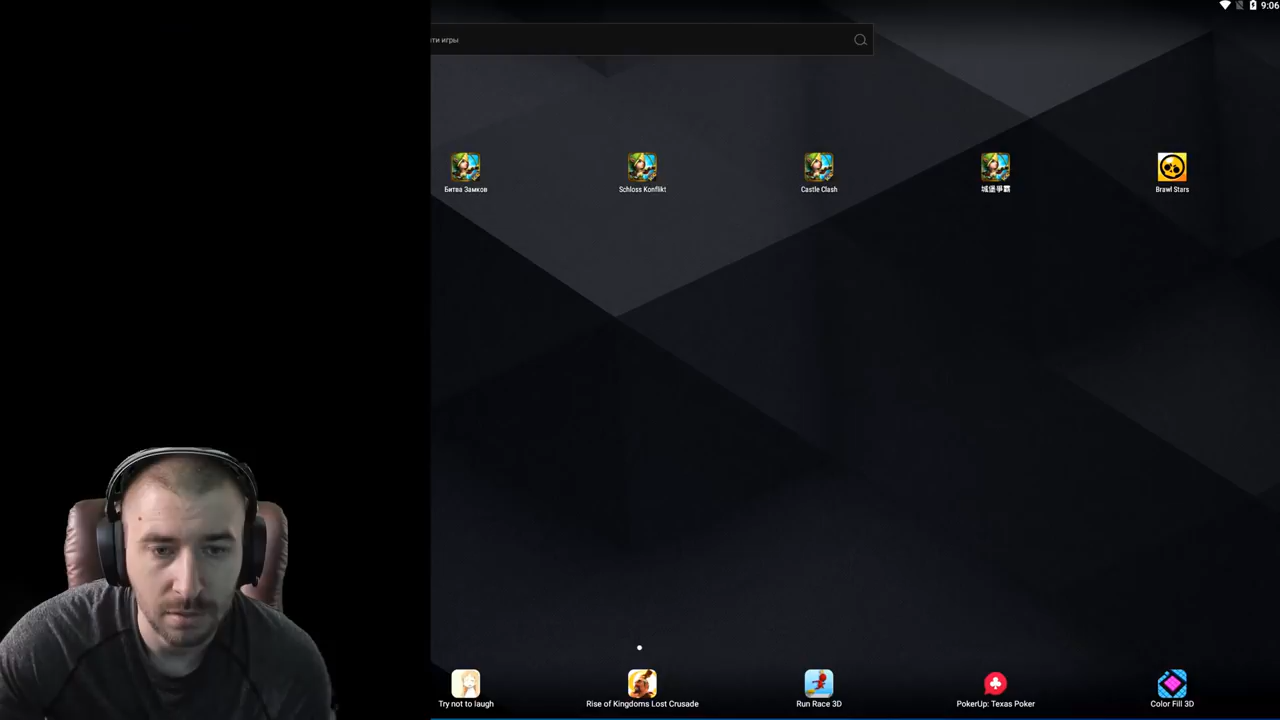 9:06
ти игры
Битва Замков
Schloss Konflikt
Castle Clash
城堡爭霸
Brawl Stars
Try not to laugh
Rise of Kingdoms Lost Crusade
Run Race 3D
PokerUp: Texas Poker
Color Fill 3D